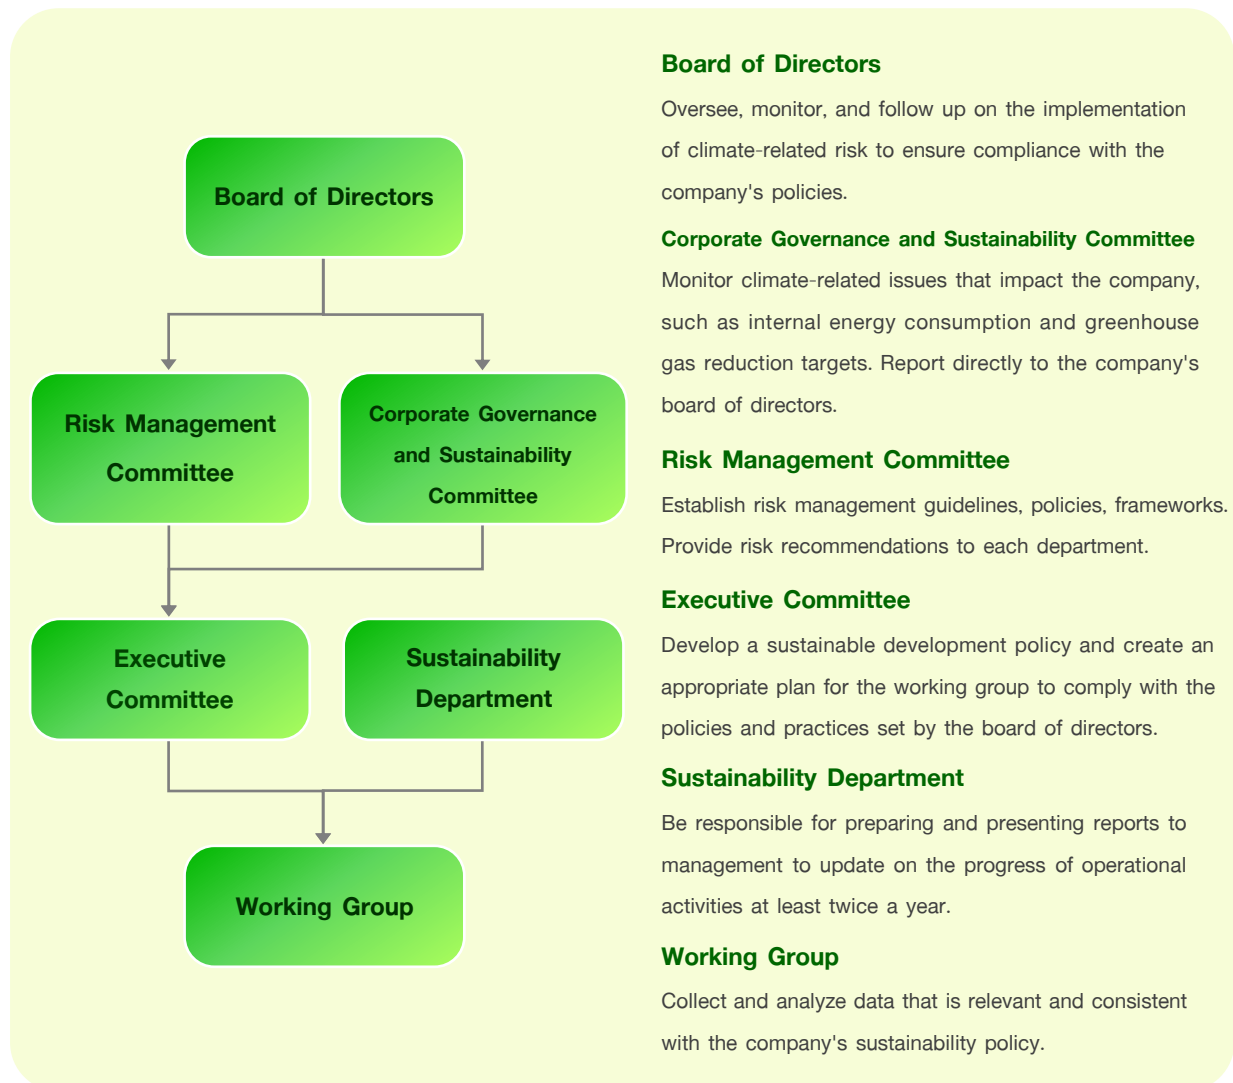 Board of Directors
Risk Management
Committee
Corporate Governance
and Sustainability
Committee
Executive
Committee
Sustainability
Department
Working Group
Board of Directors
Oversee, monitor, and follow up on the implementation
of climate-related risk to ensure compliance with the
company's policies.
Corporate Governance and Sustainability Committee
Monitor climate-related issues that impact the company,
such as internal energy consumption and greenhouse
gas reduction targets. Report directly to the company's
board of directors.
Risk Management Committee
Establish risk management guidelines, policies, frameworks.
Provide risk recommendations to each department.
Executive Committee
Develop a sustainable development policy and create an
appropriate plan for the working group to comply with the
policies and practices set by the board of directors.
Sustainability Department
Be responsible for preparing and presenting reports to
management to update on the progress of operational
activities at least twice a year.
Working Group
Collect and analyze data that is relevant and consistent
with the company's sustainability policy.